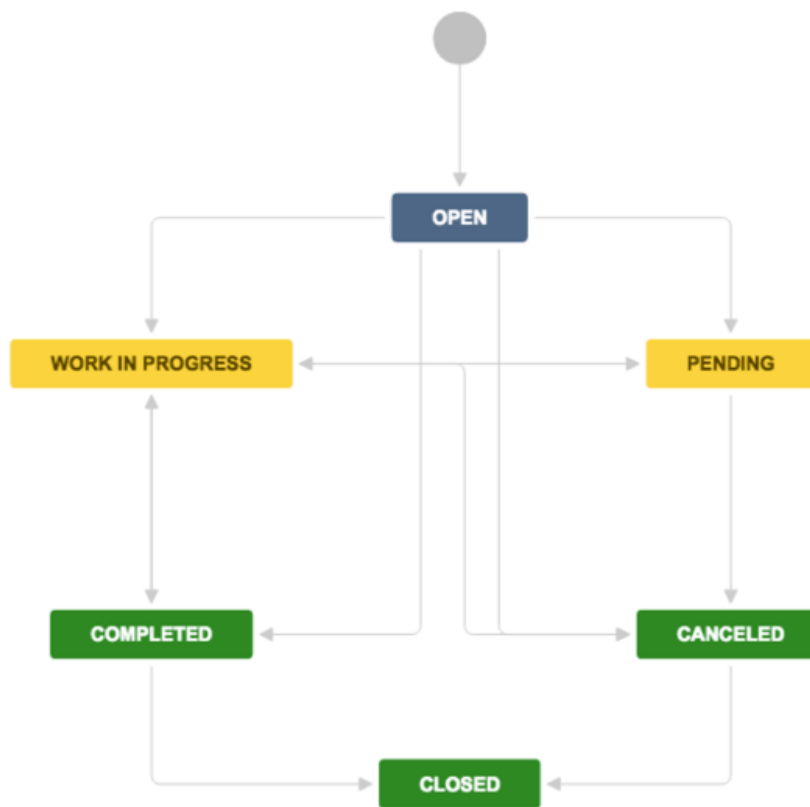 OPEN
WORK IN PROGRESS
PENDING
COMPLETED
CANCELED
CLOSED